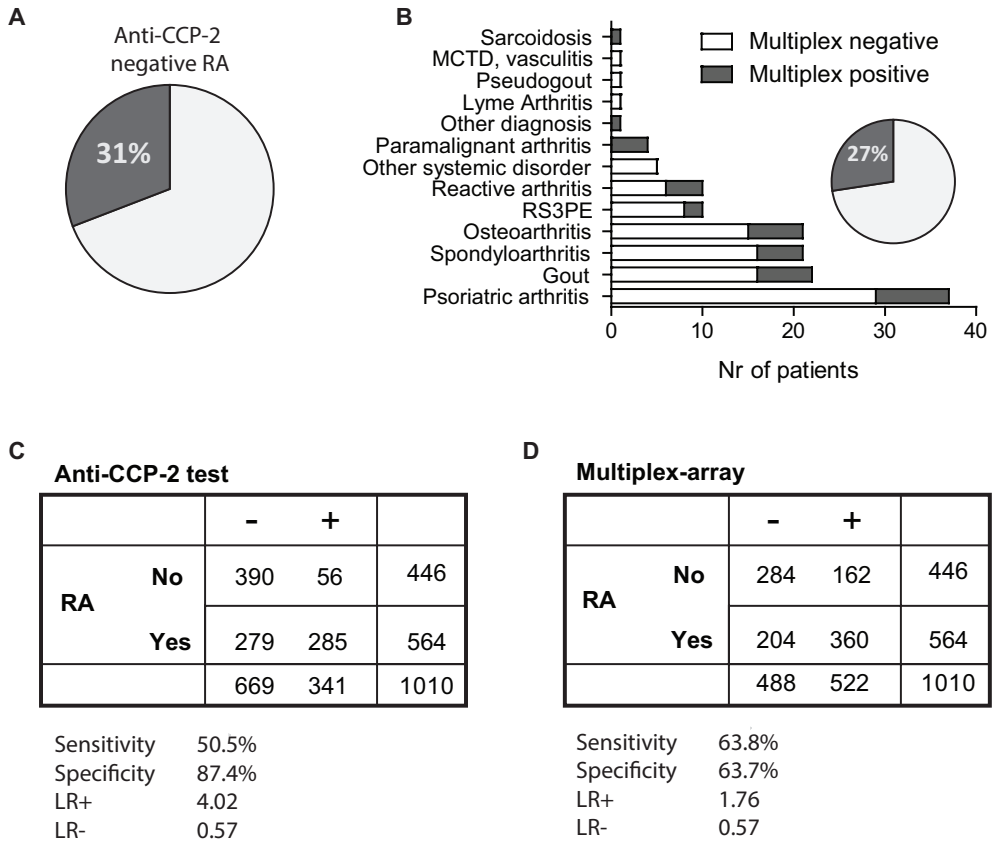 A
Anti-CCP-2
negative RA
31%
B
Sarcoidosis
MCTD, vasculitis
Pseudogout
Lyme Arthritis
Other diagnosis
Paramalignant arthritis
Other systemic disorder
Reactive arthritis
RS3PE
Osteoarthritis
Spondyloarthritis
Gout
Psoriatric arthritis
0 10 20 30 40
Nr of patients
Multiplex negative
Multiplex positive
27%
C
Anti-CCP-2 test
- +
RA
No 390 56 446
Yes 279 285 564
669 341 1010
Sensitivity 50.5%
Specificity 87.4%
LR+ 4.02
LR- 0.57
D
Multiplex-array
- +
RA
No 284 162 446
Yes 204 360 564
488 522 1010
Sensitivity 63.8%
Specificity 63.7%
LR+ 1.76
LR- 0.57